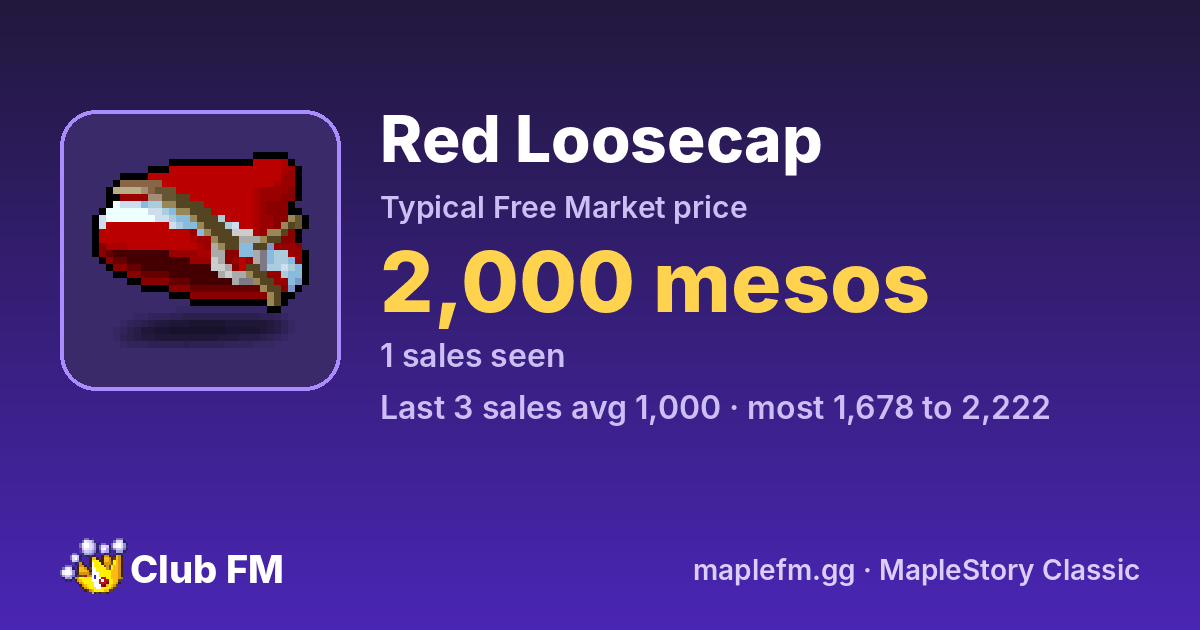 Red Loosecap
Typical Free Market price
2,000 mesos
1 sales seen
Last 3 sales avg 1,000 · most 1,678 to 2,222
Club FM
maplefm.gg · MapleStory Classic